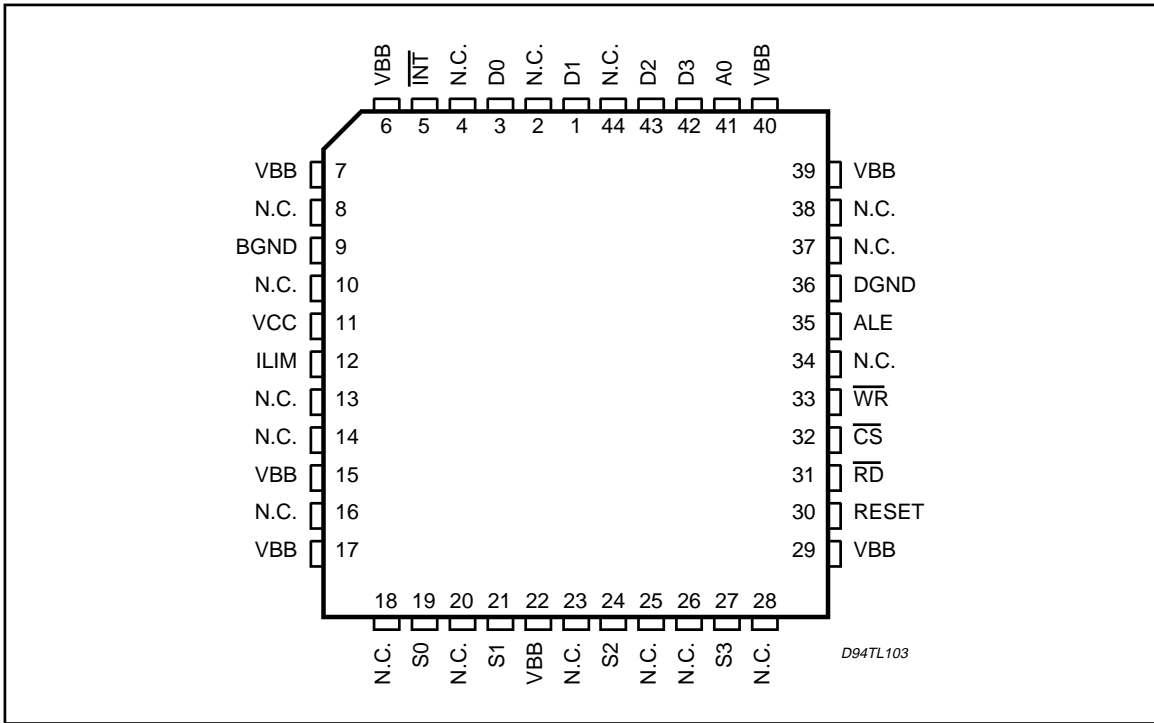 VBB INT N.C. D0 N.C. D1 N.C. D2 D3 A0 VBB
6 5 4 3 2 1 44 43 42 41 40
VBB 7 39 VBB
N.C. 8 38 N.C.
BGND 9 37 N.C.
N.C. 10 36 DGND
VCC 11 35 ALE
ILIM 12 34 N.C.
N.C. 13 33 WR
N.C. 14 32 CS
VBB 15 31 RD
N.C. 16 30 RESET
VBB 17 29 VBB
18 19 20 21 22 23 24 25 26 27 28
N.C. S0 N.C. S1 VBB N.C. S2 N.C. N.C. S3 N.C.
D94TL103